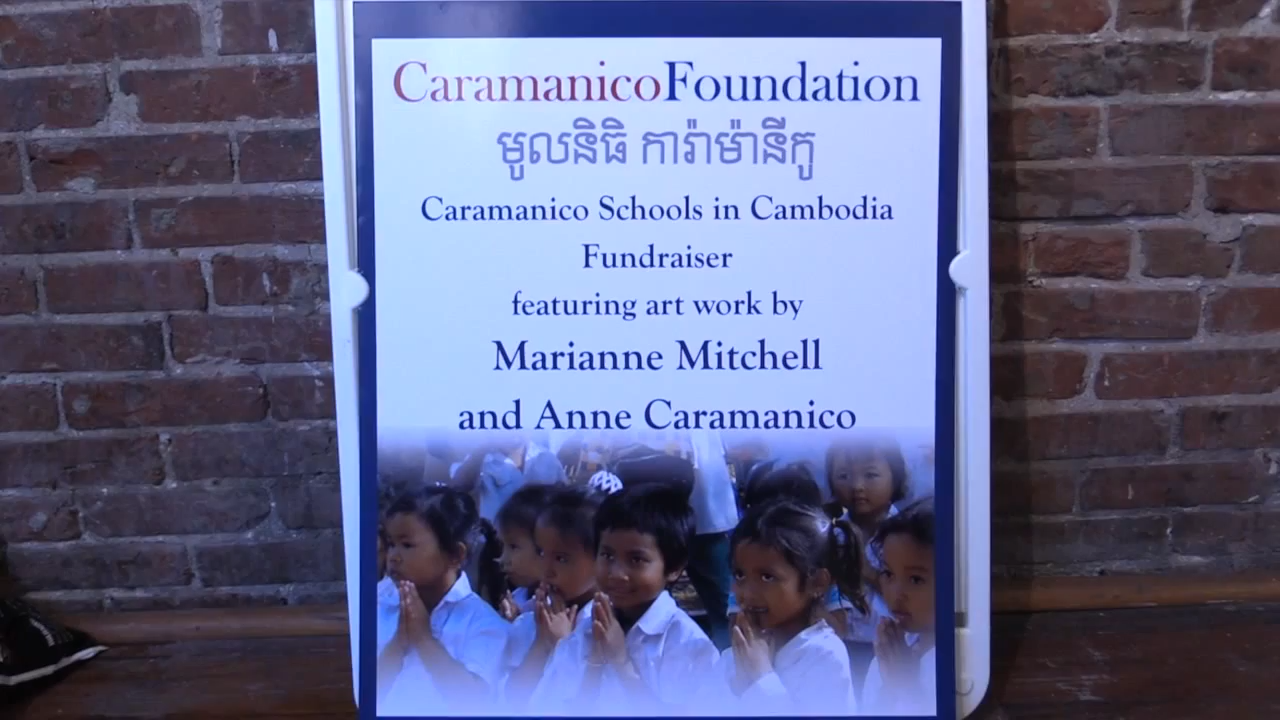 CaramanicoFoundation
មូលនិធិ ការ៉ាម៉ានីកូ
Caramanico Schools in Cambodia
Fundraiser
featuring art work by
Marianne Mitchell
and Anne Caramanico